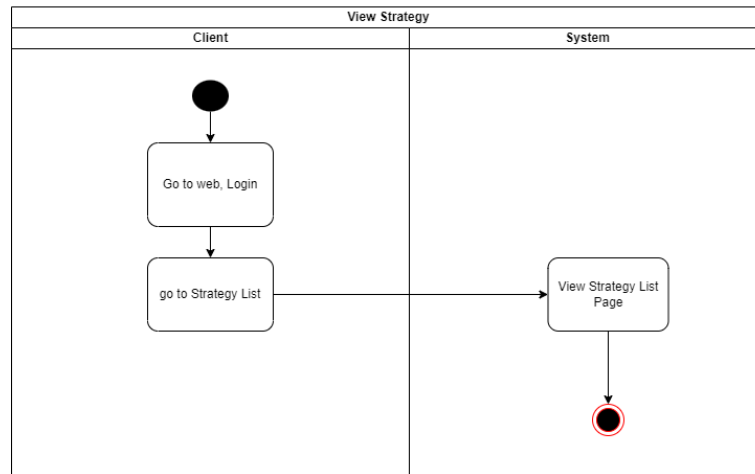 View Strategy
Client
System
Go to web, Login
go to Strategy List
View Strategy List
Page